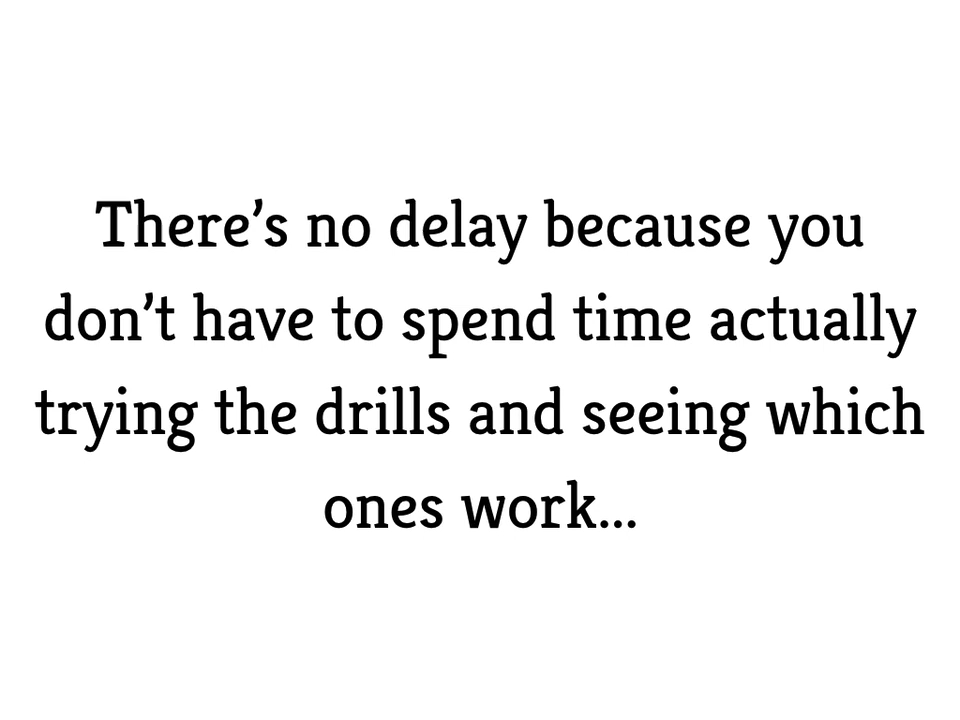 There’s no delay because you
don’t have to spend time actually
trying the drills and seeing which
ones work...